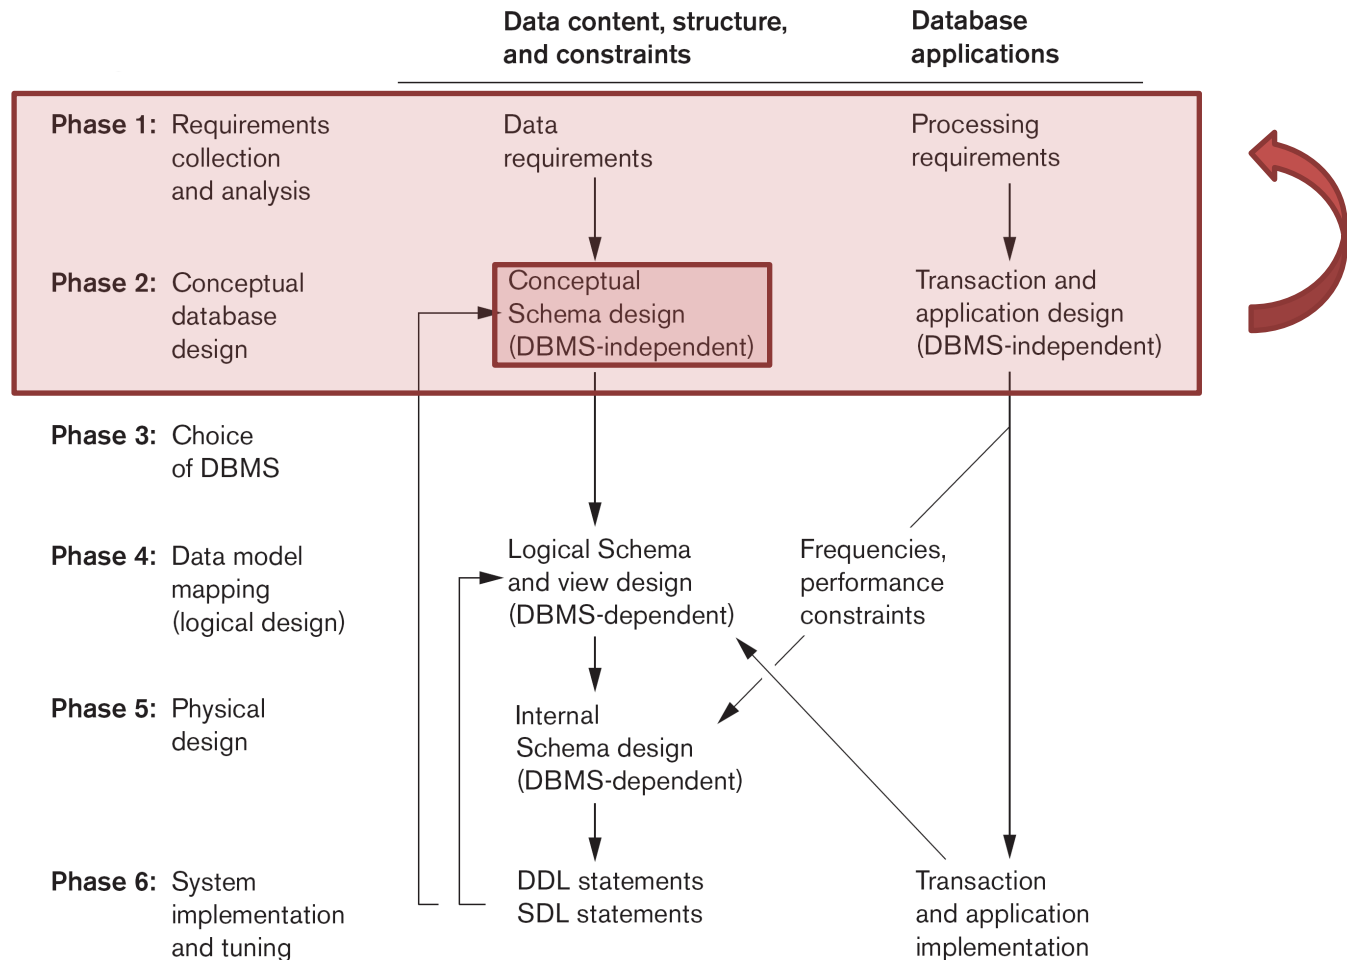 Data content, structure,
and constraints
Database
applications
Phase 1: Requirements
collection
and analysis
Data
requirements
Processing
requirements
Phase 2: Conceptual
database
design
Conceptual
Schema design
(DBMS-independent)
Transaction and
application design
(DBMS-independent)
Phase 3: Choice
of DBMS
Phase 4: Data model
mapping
(logical design)
Logical Schema
and view design
(DBMS-dependent)
Frequencies,
performance
constraints
Phase 5: Physical
design
Internal
Schema design
(DBMS-dependent)
Phase 6: System
implementation
and tuning
DDL statements
SDL statements
Transaction
and application
implementation